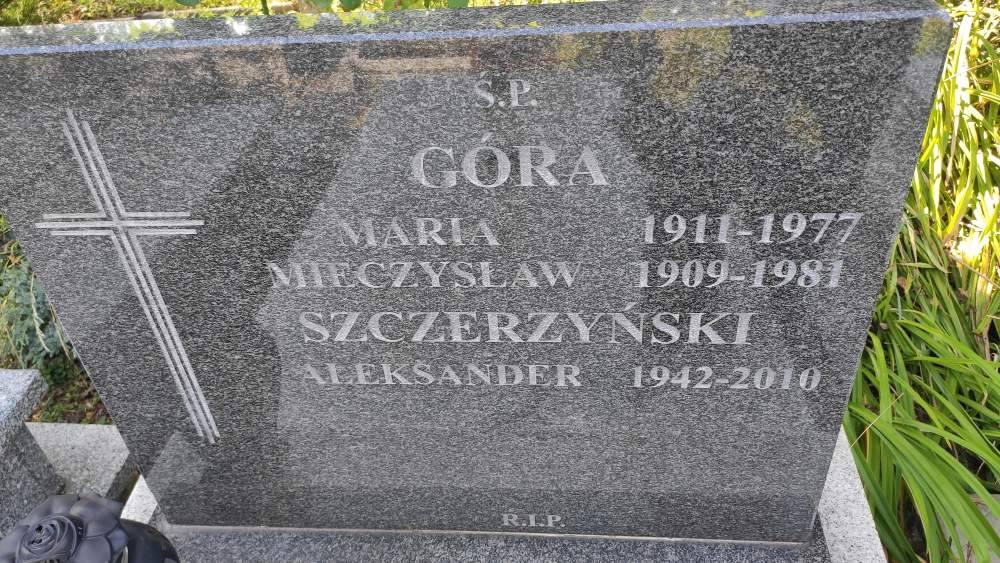 Ś.P.
GÓRA
MARIA 1911-1977
MIECZYSŁAW 1909-1981
SZCZERZYŃSKI
ALEKSANDER 1942-2010
R.I.P.